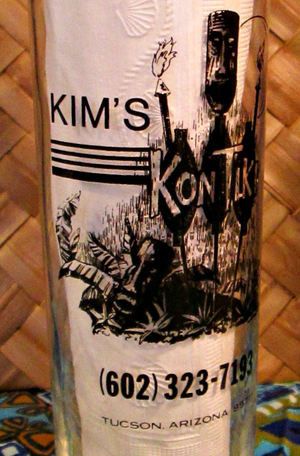 KIM'S
KON TIKI
(602) 323-7193
TUCSON, ARIZONA